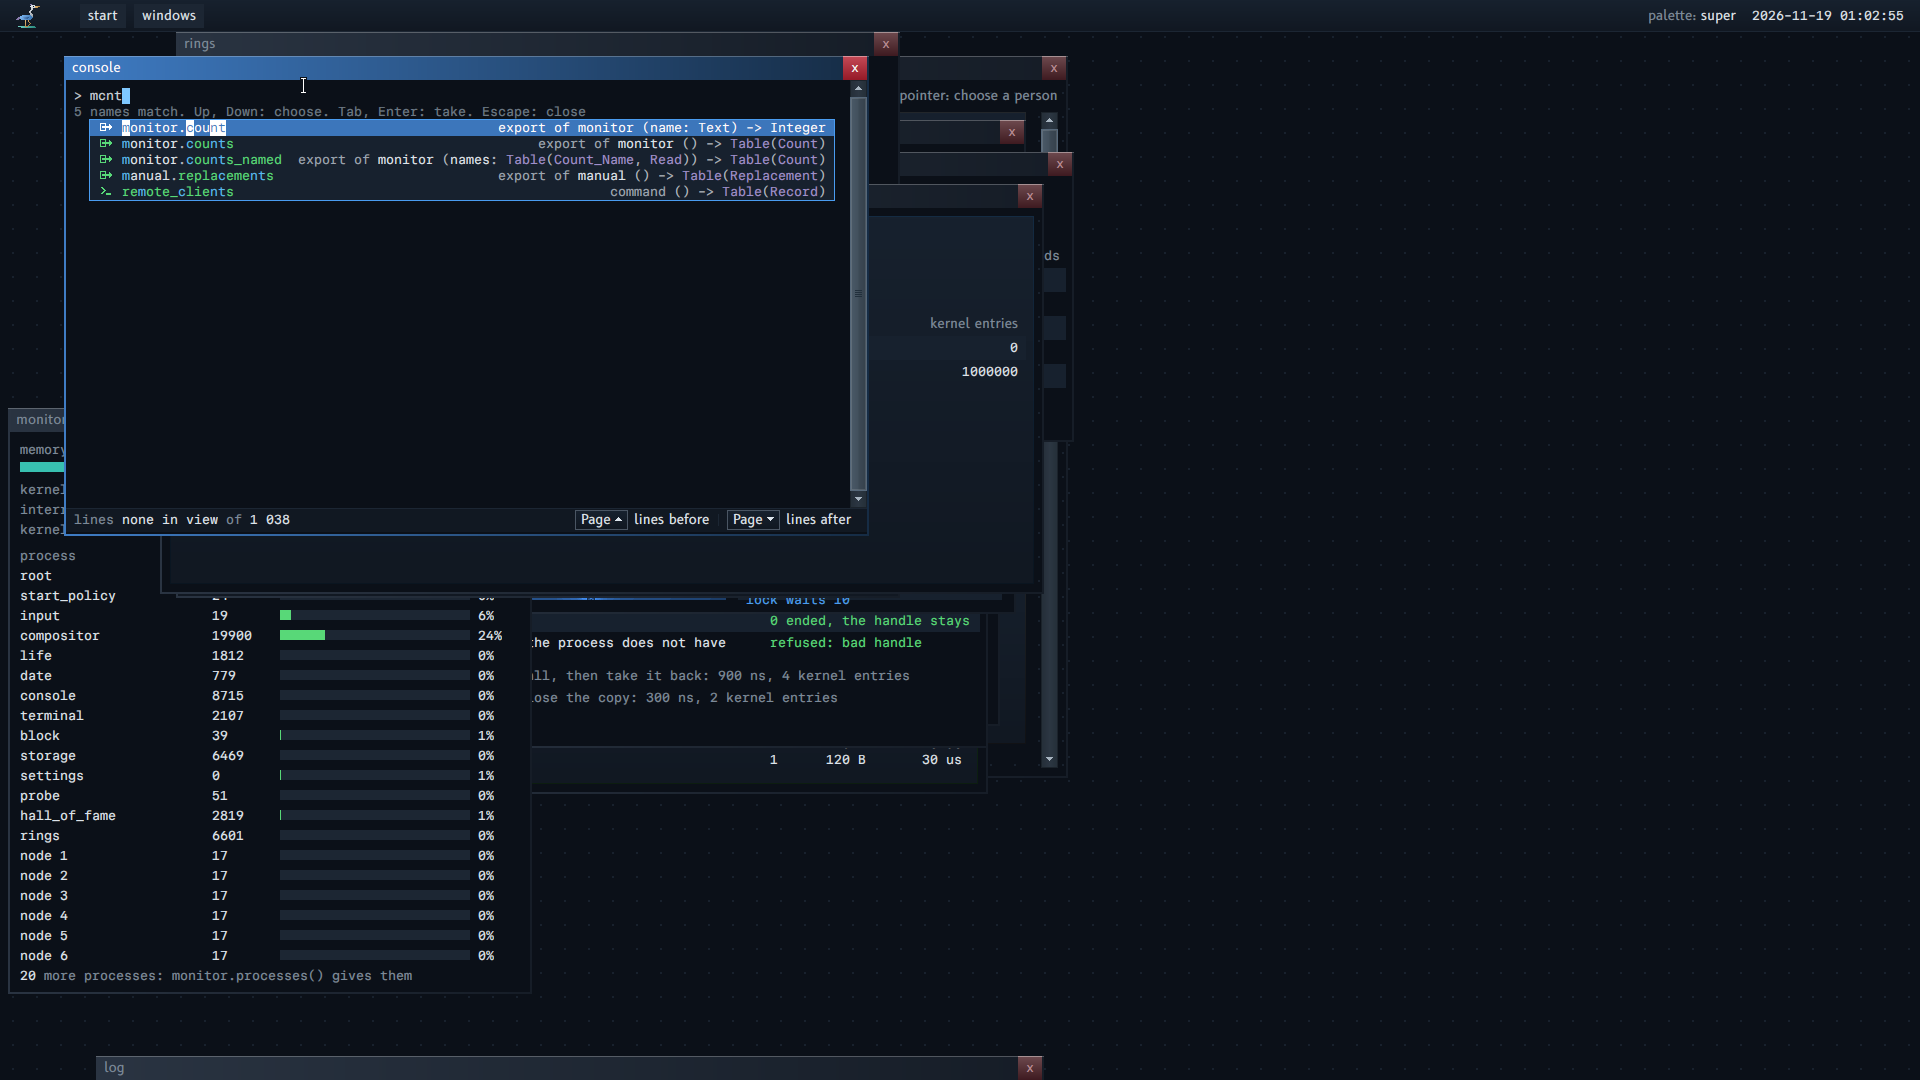 start windows palette: super 2026-11-19 01:02:55
rings x
console x
x
> mcnt
pointer: choose a person
5 names match. Up, Down: choose. Tab, Enter: take. Escape: close
monitor.count export of monitor (name: Text) -> Integer
x
monitor.counts export of monitor () -> Table(Count)
monitor.counts_named export of monitor (names: Table(Count_Name, Read)) -> Table(Count)
x
manual.replacements export of manual () -> Table(Replacement)
remote_clients command () -> Table(Record)
x
ds
kernel entries
0
1000000
lines none in view of 1 038 Page lines before Page lines after
monitor
memory
kernel
kernel
process
root
start_policy
lock waits 10
input 19 6%
0 ended, the handle stays
compositor 19900 24%
the process does not have refused: bad handle
life 1812 0%
date 779 0%
all, then take it back: 900 ns, 4 kernel entries
console 8715 0%
lose the copy: 300 ns, 2 kernel entries
terminal 2107 0%
block 39 1%
storage 6469 0%
1 120 B 30 us
settings 0 1%
probe 51 0%
hall_of_fame 2819 1%
rings 6601 0%
node 1 17 0%
node 2 17 0%
node 3 17 0%
node 4 17 0%
node 5 17 0%
node 6 17 0%
20 more processes: monitor.processes() gives them
log x